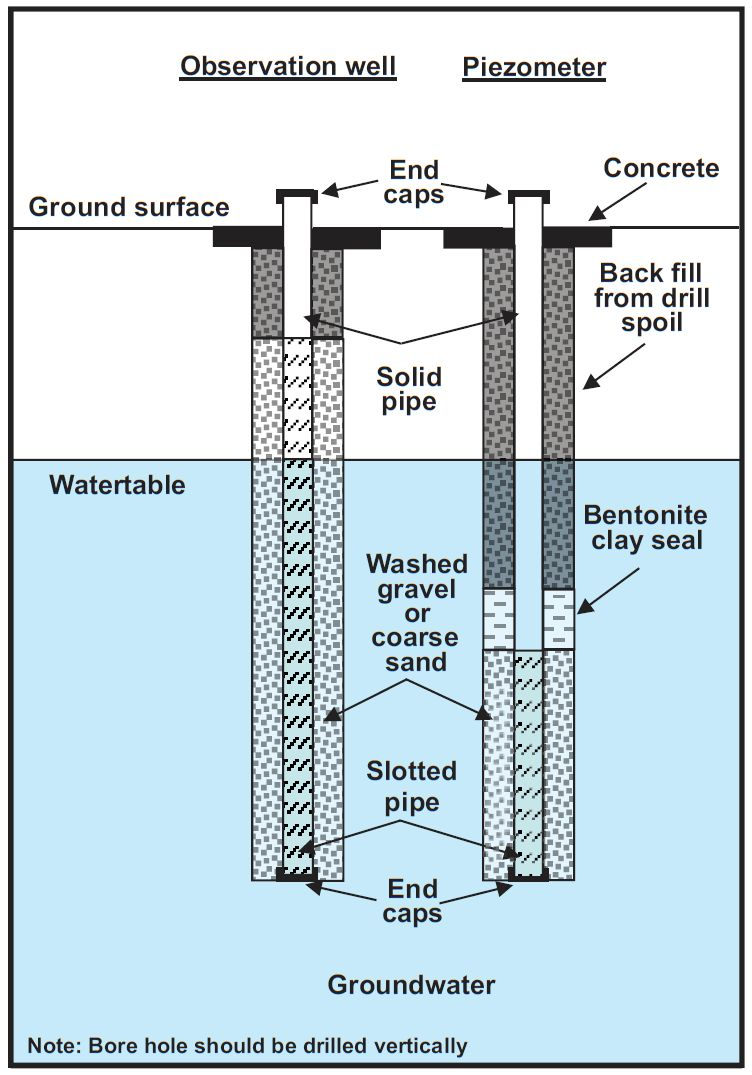 Observation well
Piezometer
End
caps
Concrete
Ground surface
Back fill
from drill
spoil
Solid
pipe
Watertable
Bentonite
clay seal
Washed
gravel
or
coarse
sand
Slotted
pipe
End
caps
Groundwater
Note: Bore hole should be drilled vertically